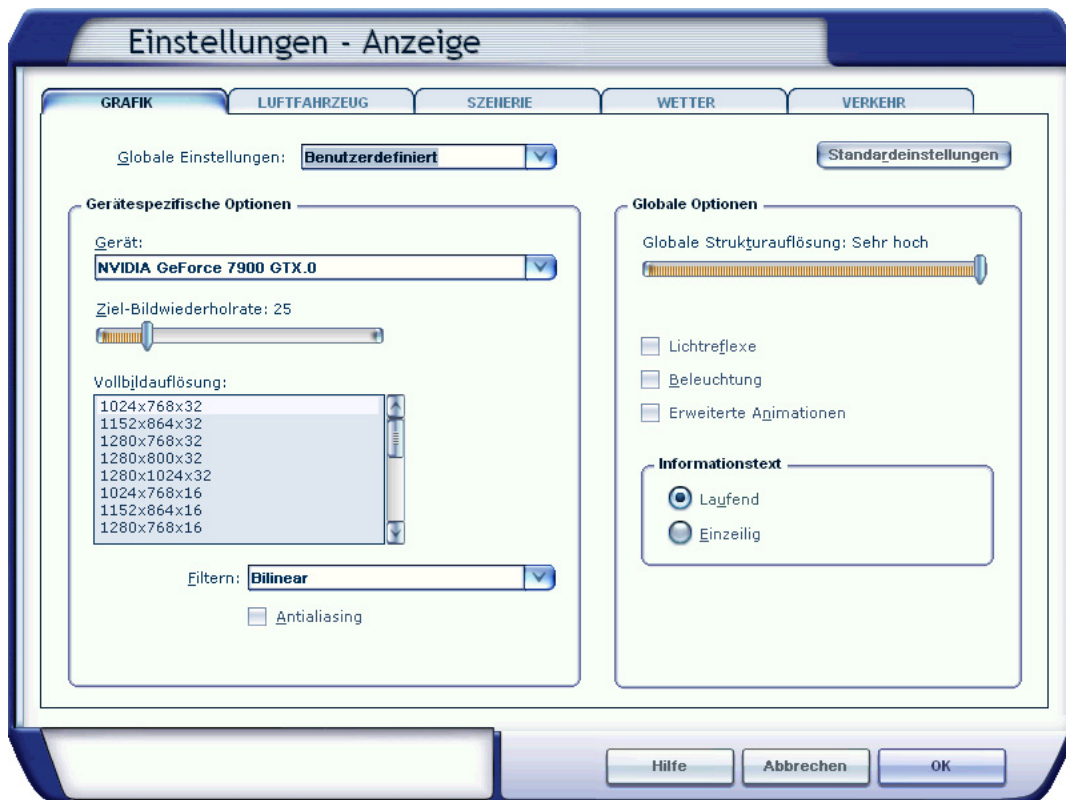 Einstellungen - Anzeige
GRAFIK
LUFTFAHRZEUG
SZENERIE
WETTER
VERKEHR
Globale Einstellungen: Benutzerdefiniert
Standardeinstellungen
Gerätespezifische Optionen
Gerät:
NVIDIA GeForce 7900 GTX.0
Ziel-Bildwiederholrate: 25
Vollbildauflösung:
1024x768x32
1152x864x32
1280x768x32
1280x800x32
1280x1024x32
1024x768x16
1152x864x16
1280x768x16
Filtern: Bilinear
Antialiasing
Globale Optionen
Globale Strukturauflösung: Sehr hoch
Lichtreflexe
Beleuchtung
Erweiterte Animationen
Informationstext
Laufend
Einzeilig
Hilfe
Abbrechen
OK